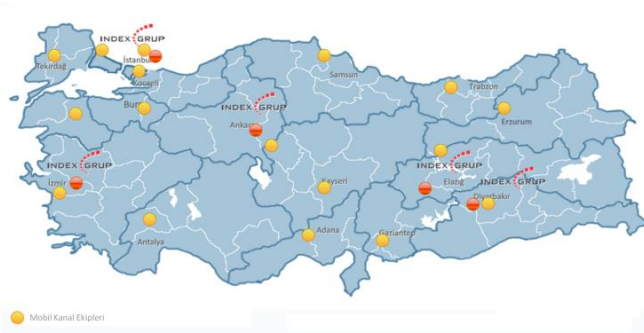 INDEX GRUP
İstanbul
Tekirdağ
Kocaeli
Samsun
Trabzon
INDEX GRUP
Ankara
Erzurum
INDEX GRUP
İzmir
Kayseri
INDEX GRUP
Elazığ
INDEX GRUP
Diyarbakır
Antalya
Adana
Gaziantep
Mobil Kanal Ekipleri